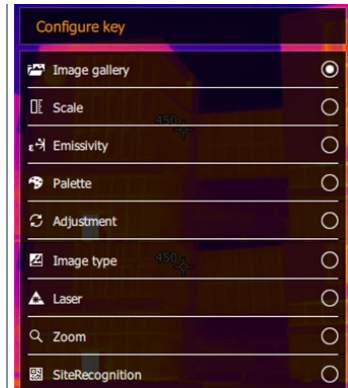 Configure key
Image gallery
Scale
450
Emissivity
Palette
Adjustment
Image type
450
Laser
Zoom
SiteRecognition